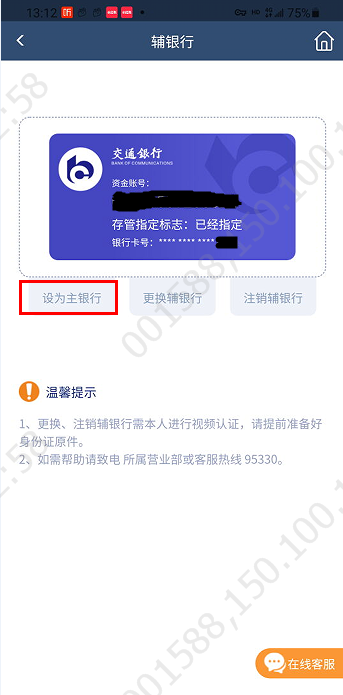 13:12
HD
4G
75%
辅银行
交通银行
BANK OF COMMUNICATIONS
资金账号：
存管指定标志：已经指定
银行卡号：**** **** ****
设为主银行
更换辅银行
注销辅银行
温馨提示
1、更换、注销辅银行需本人进行视频认证，请提前准备好
身份证原件。
2、如需帮助请致电 所属营业部或客服热线 95330。
在线客服
001588,150.100.
001588,150.100.